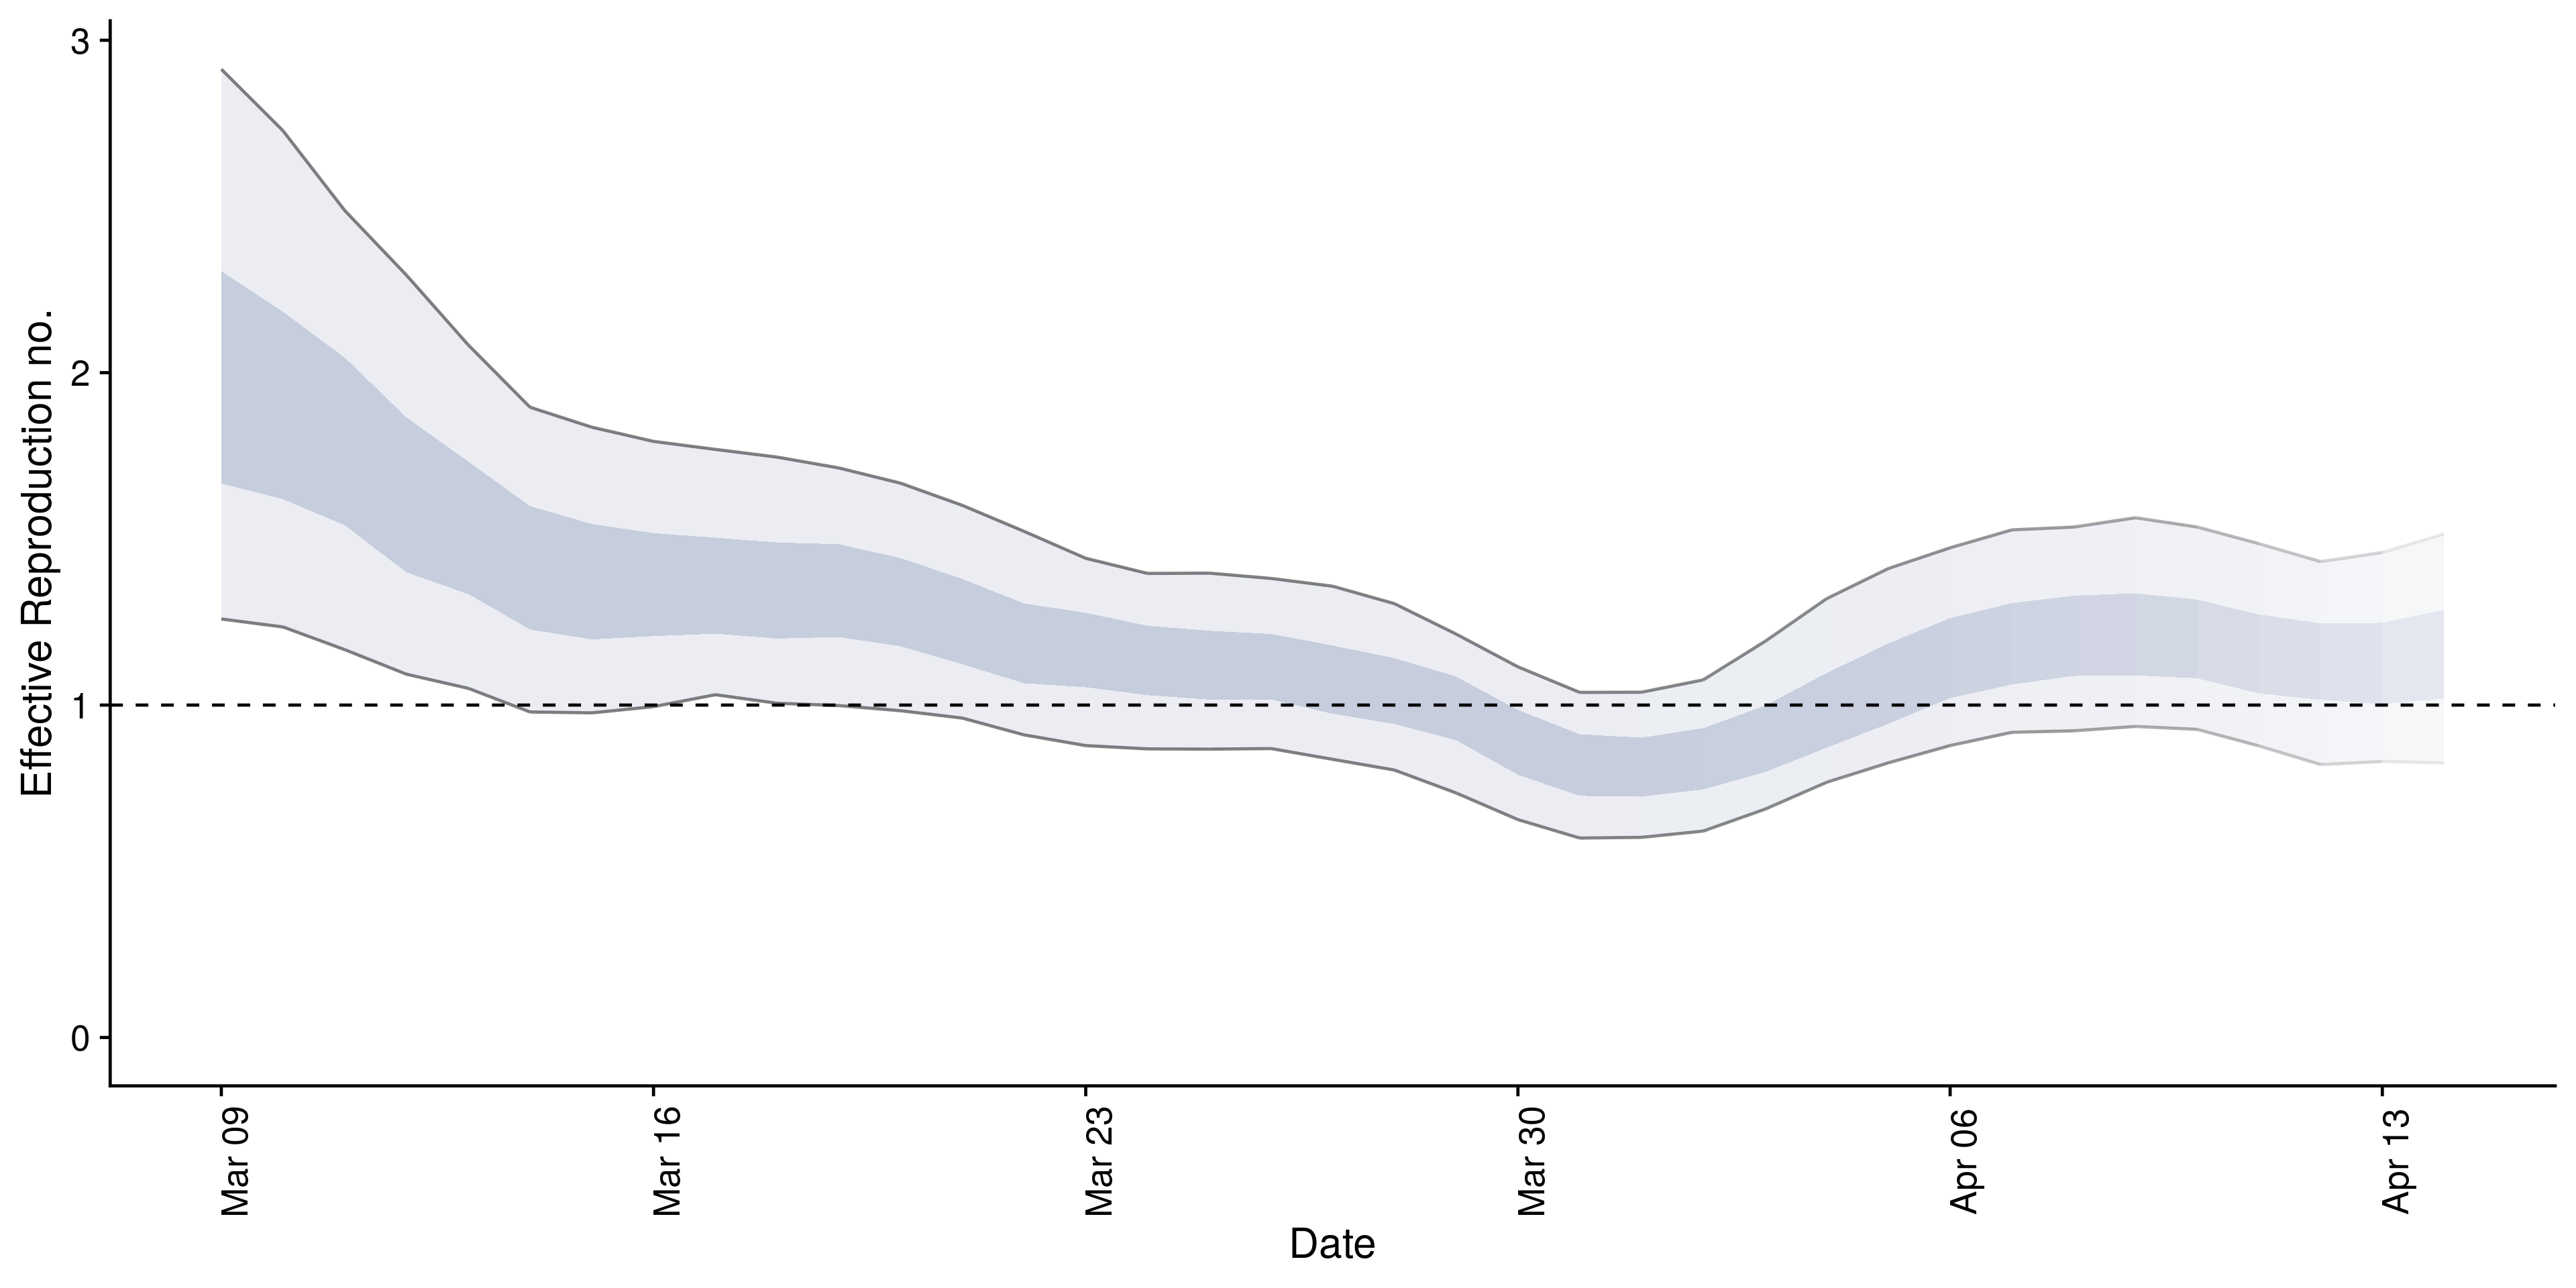 Effective Reproduction no.
3
2
1
0
Mar 09
Mar 16
Mar 23
Mar 30
Apr 06
Apr 13
Date